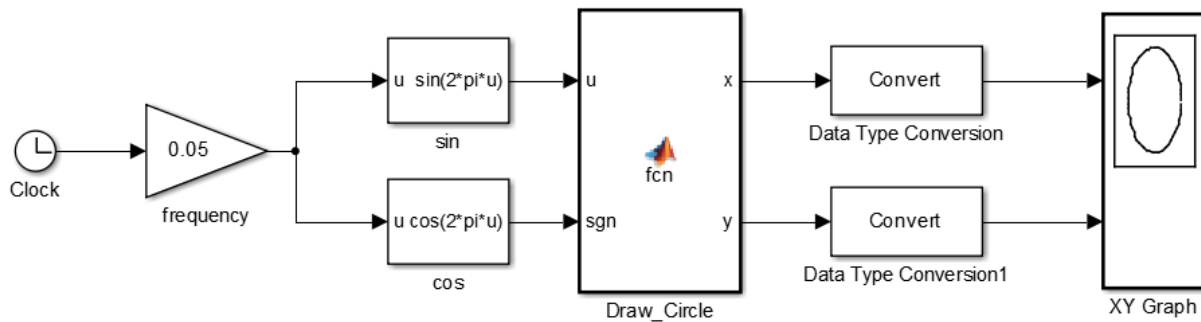 Clock
0.05
frequency
u sin(2*pi*u)
sin
u cos(2*pi*u)
cos
u
x
fcn
sgn
y
Draw_Circle
Convert
Data Type Conversion
Convert
Data Type Conversion1
XY Graph